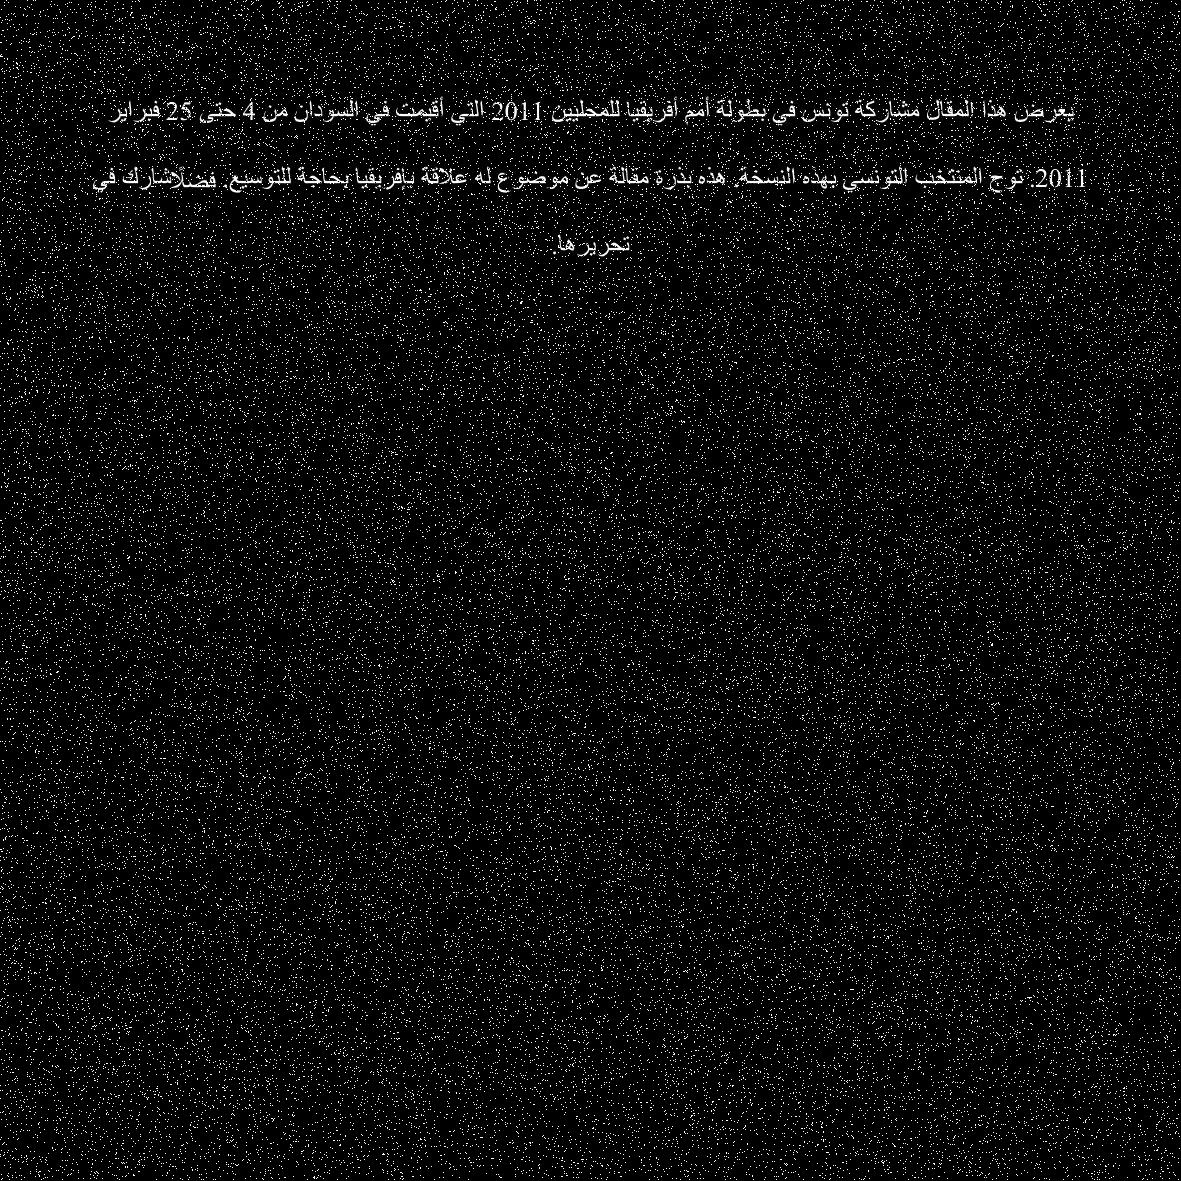 يعرض هذا المقال مشاركة تونس في بطولة أمم أفريقيا للمحليين 2011 التي أقيمت في السودان من 4 حتى 25 فبراير
2011. توج المنتخب التونسي بهذه النسخة. هذه بذرة مقالة عن موضوع له علاقة بأفريقيا بحاجة للتوسيع. فضلاشارك في
تحريرها.